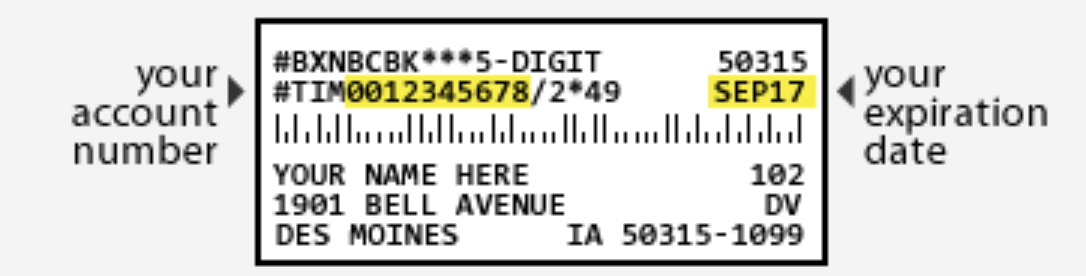 your
account
number
#BXNBCBK***5-DIGIT 50315
#TIM0012345678/2*49 SEP17
YOUR NAME HERE 102
1901 BELL AVENUE DV
DES MOINES IA 50315-1099
your
expiration
date